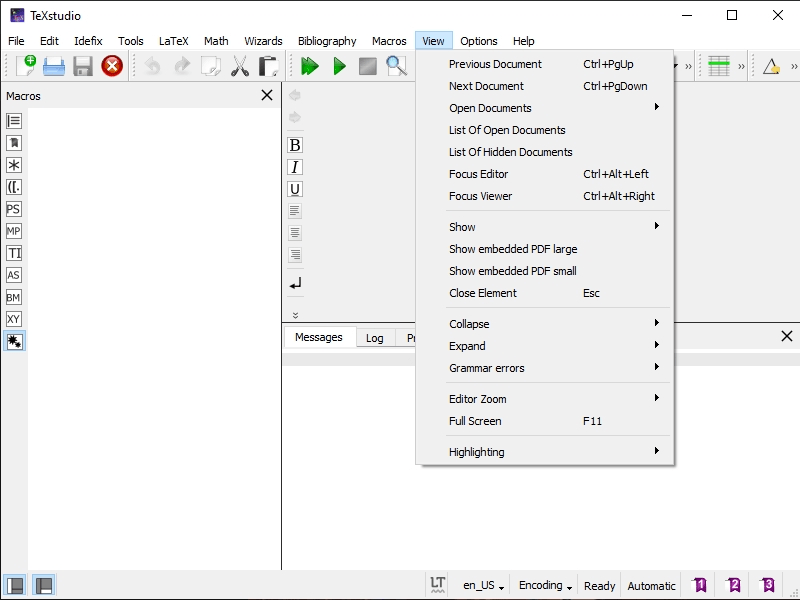 TeXstudio
File Edit Idefix Tools LaTeX Math Wizards Bibliography Macros View Options Help
Macros
PS
MP
TI
AS
BM
XY
B
I
U
Previous Document Ctrl+PgUp
Next Document Ctrl+PgDown
Open Documents
List Of Open Documents
List Of Hidden Documents
Focus Editor Ctrl+Alt+Left
Focus Viewer Ctrl+Alt+Right
Show
Show embedded PDF large
Show embedded PDF small
Close Element Esc
Collapse
Expand
Grammar errors
Editor Zoom
Full Screen F11
Highlighting
Messages Log
LT en_US Encoding Ready Automatic 1 2 3